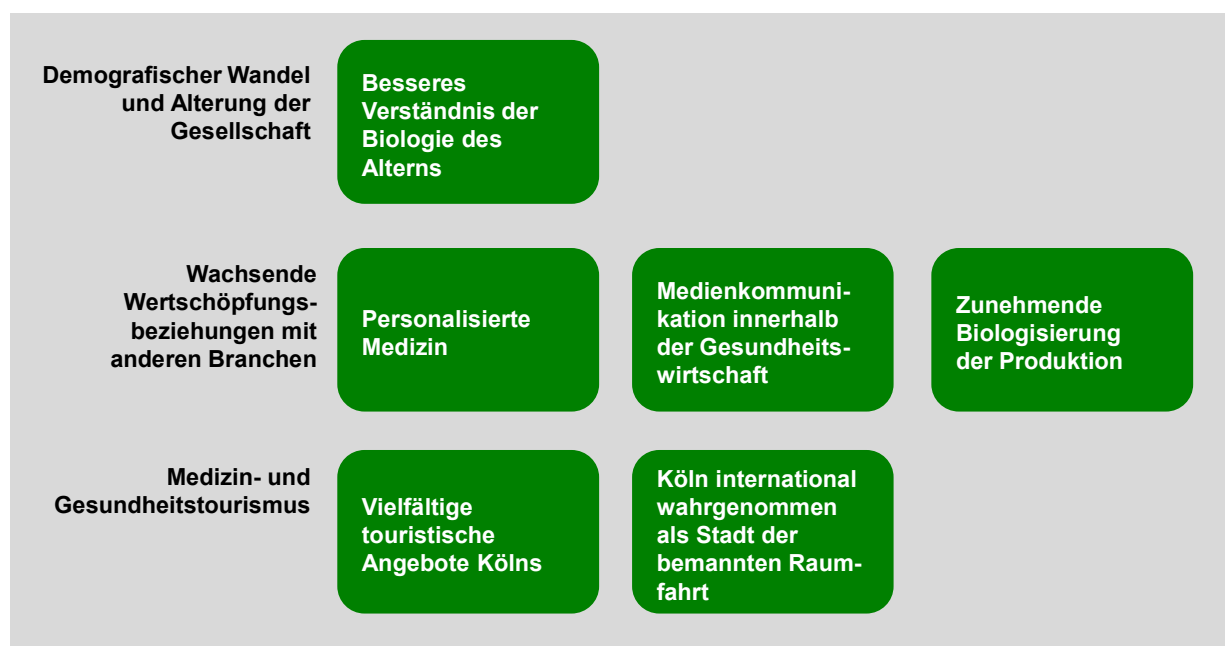 Demografischer Wandel
und Alterung der
Gesellschaft
Besseres
Verständnis der
Biologie des
Alterns
Wachsende
Wertschöpfungs-
beziehungen mit
anderen Branchen
Personalisierte
Medizin
Medienkommuni-
kation innerhalb
der Gesundheits-
wirtschaft
Zunehmende
Biologisierung
der Produktion
Medizin- und
Gesundheitstourismus
Vielfältige
touristische
Angebote Kölns
Köln international
wahrgenommen
als Stadt der
bemannten Raum-
fahrt